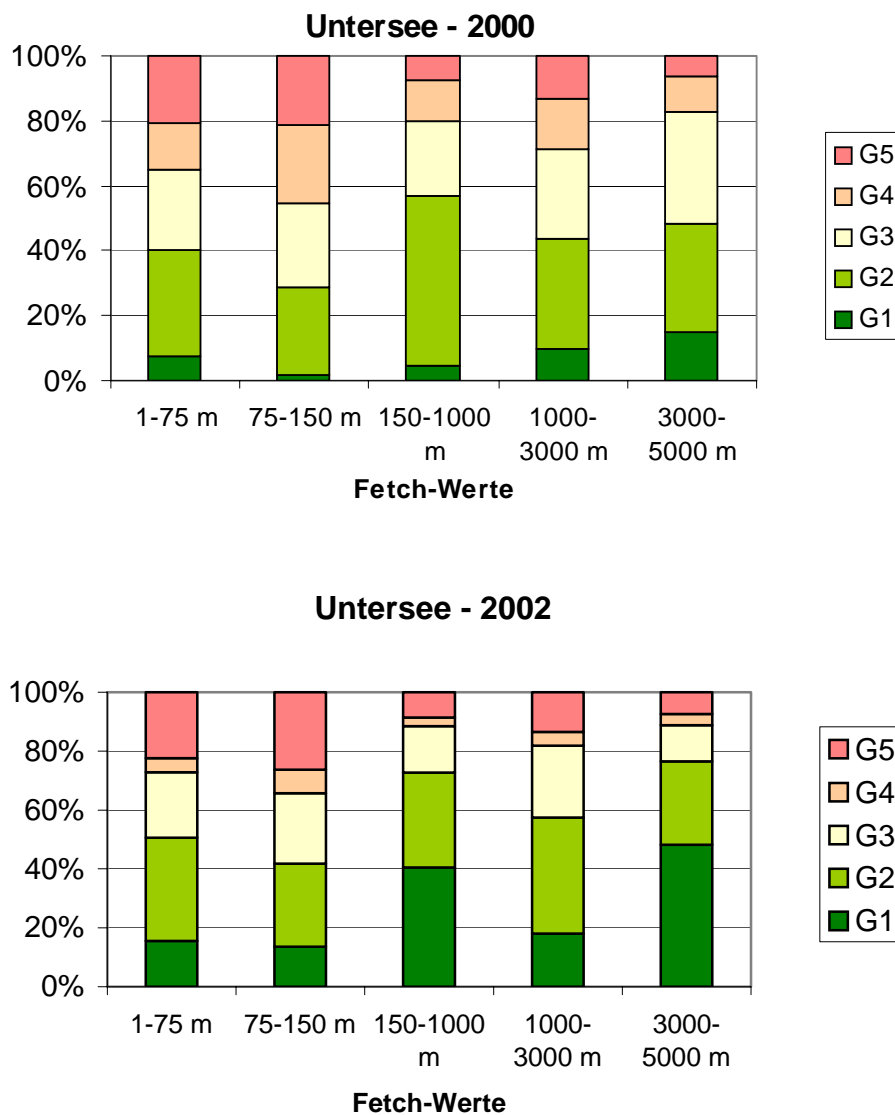 Untersee - 2000
100%
80%
60%
40%
20%
0%
1-75 m
75-150 m
150-1000
m
1000-
3000 m
3000-
5000 m
Fetch-Werte
G5
G4
G3
G2
G1
Untersee - 2002
100%
80%
60%
40%
20%
0%
1-75 m
75-150 m
150-1000
m
1000-
3000 m
3000-
5000 m
Fetch-Werte
G5
G4
G3
G2
G1